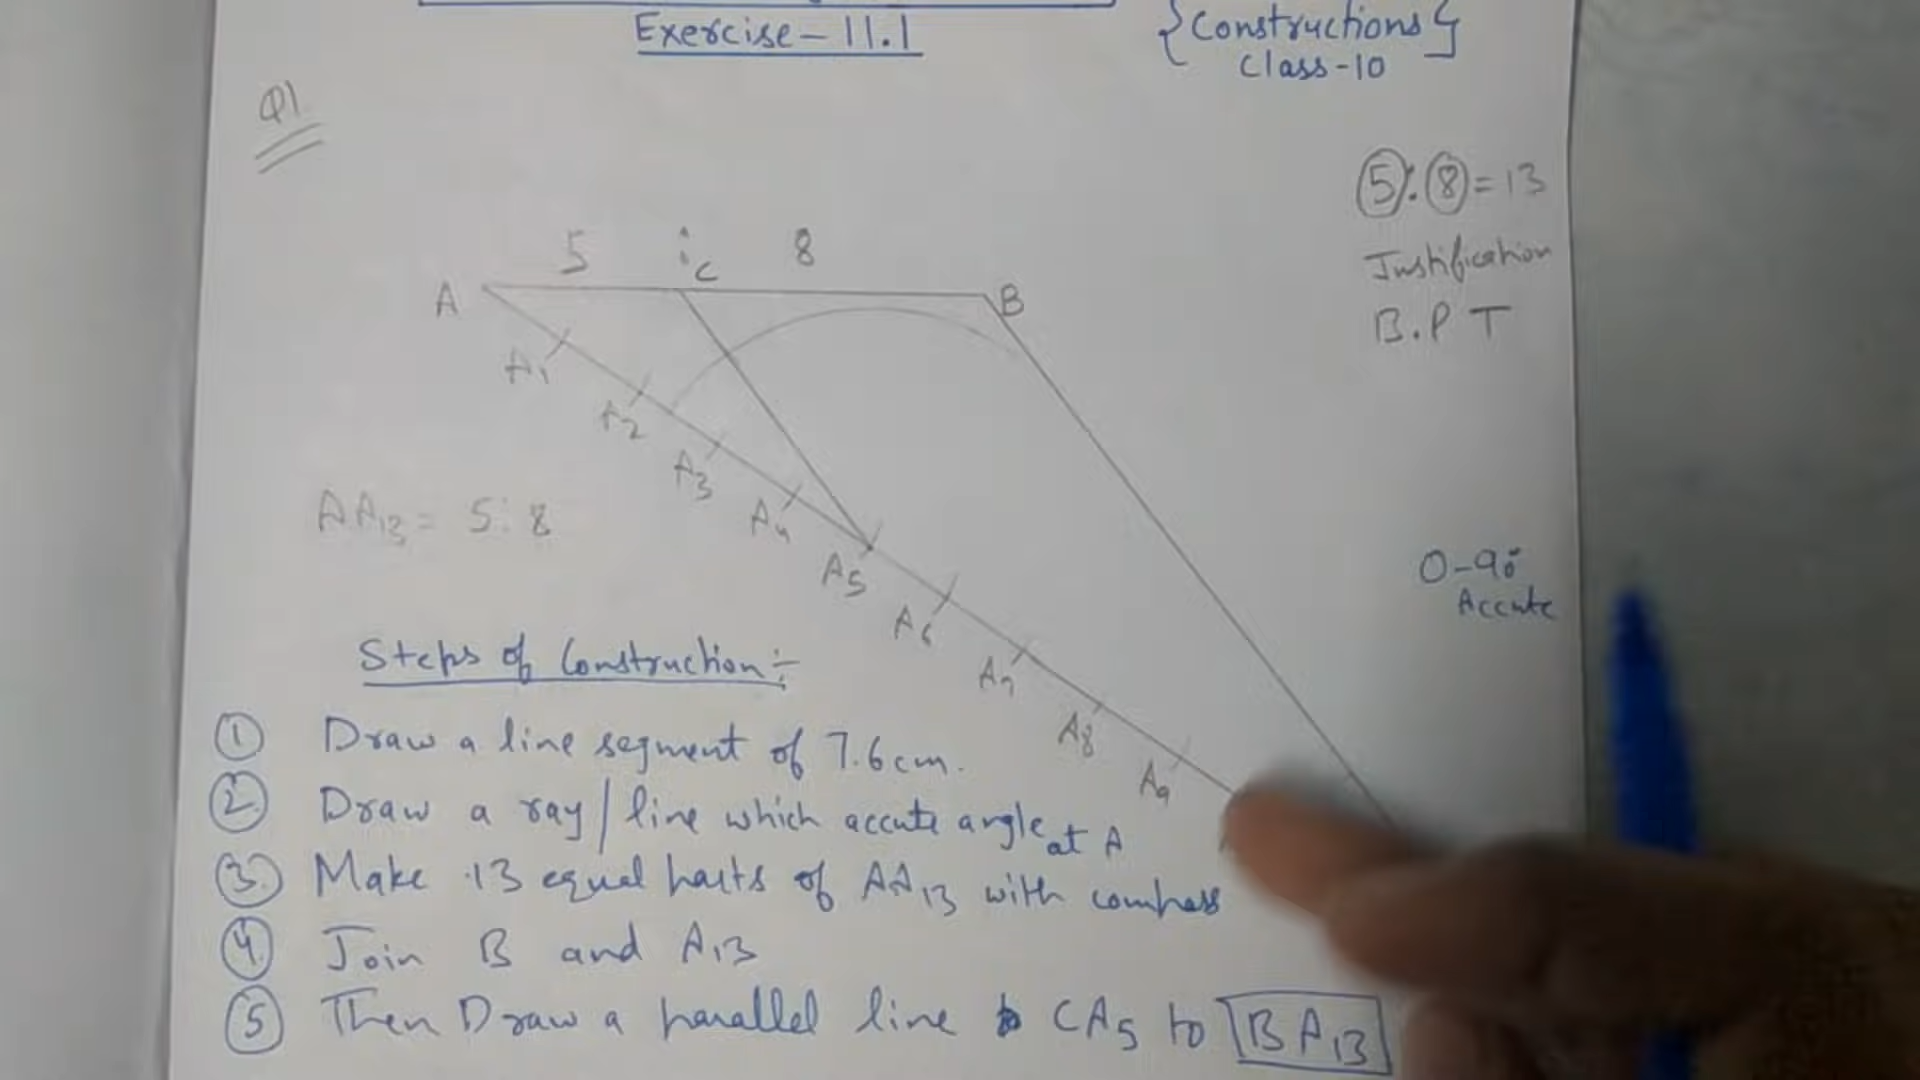 Exercise - 11.1
{Constructions}
Class-10
Q1
5 : 8 = 13
Justification
B.P T
5 : 8
A C B
A1
A2
A3
A4
A5
A6
A7
A8
A9
AA13 = 5:8
0-90°
Accute
Steps of Construction:-
1 Draw a line segment of 7.6cm.
2. Draw a ray/line which accute angle at A
3. Make 13 equal parts of AA13 with compass
4. Join B and A13
5 Then Draw a parallel line CA5 to BA13